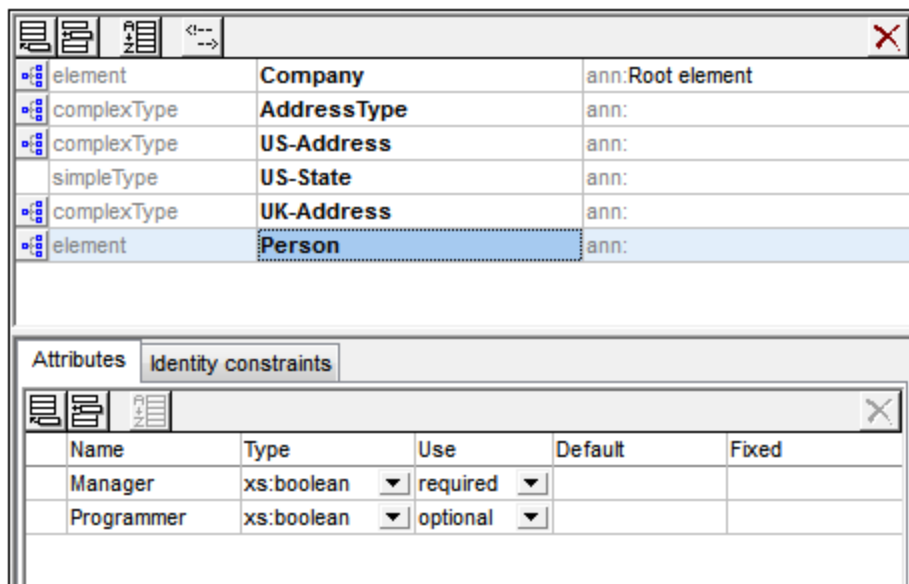 element Company ann:Root element
complexType AddressType ann:
complexType US-Address ann:
simpleType US-State ann:
complexType UK-Address ann:
element Person ann:
Attributes Identity constraints
Name Type Use Default Fixed
Manager xs:boolean required
Programmer xs:boolean optional